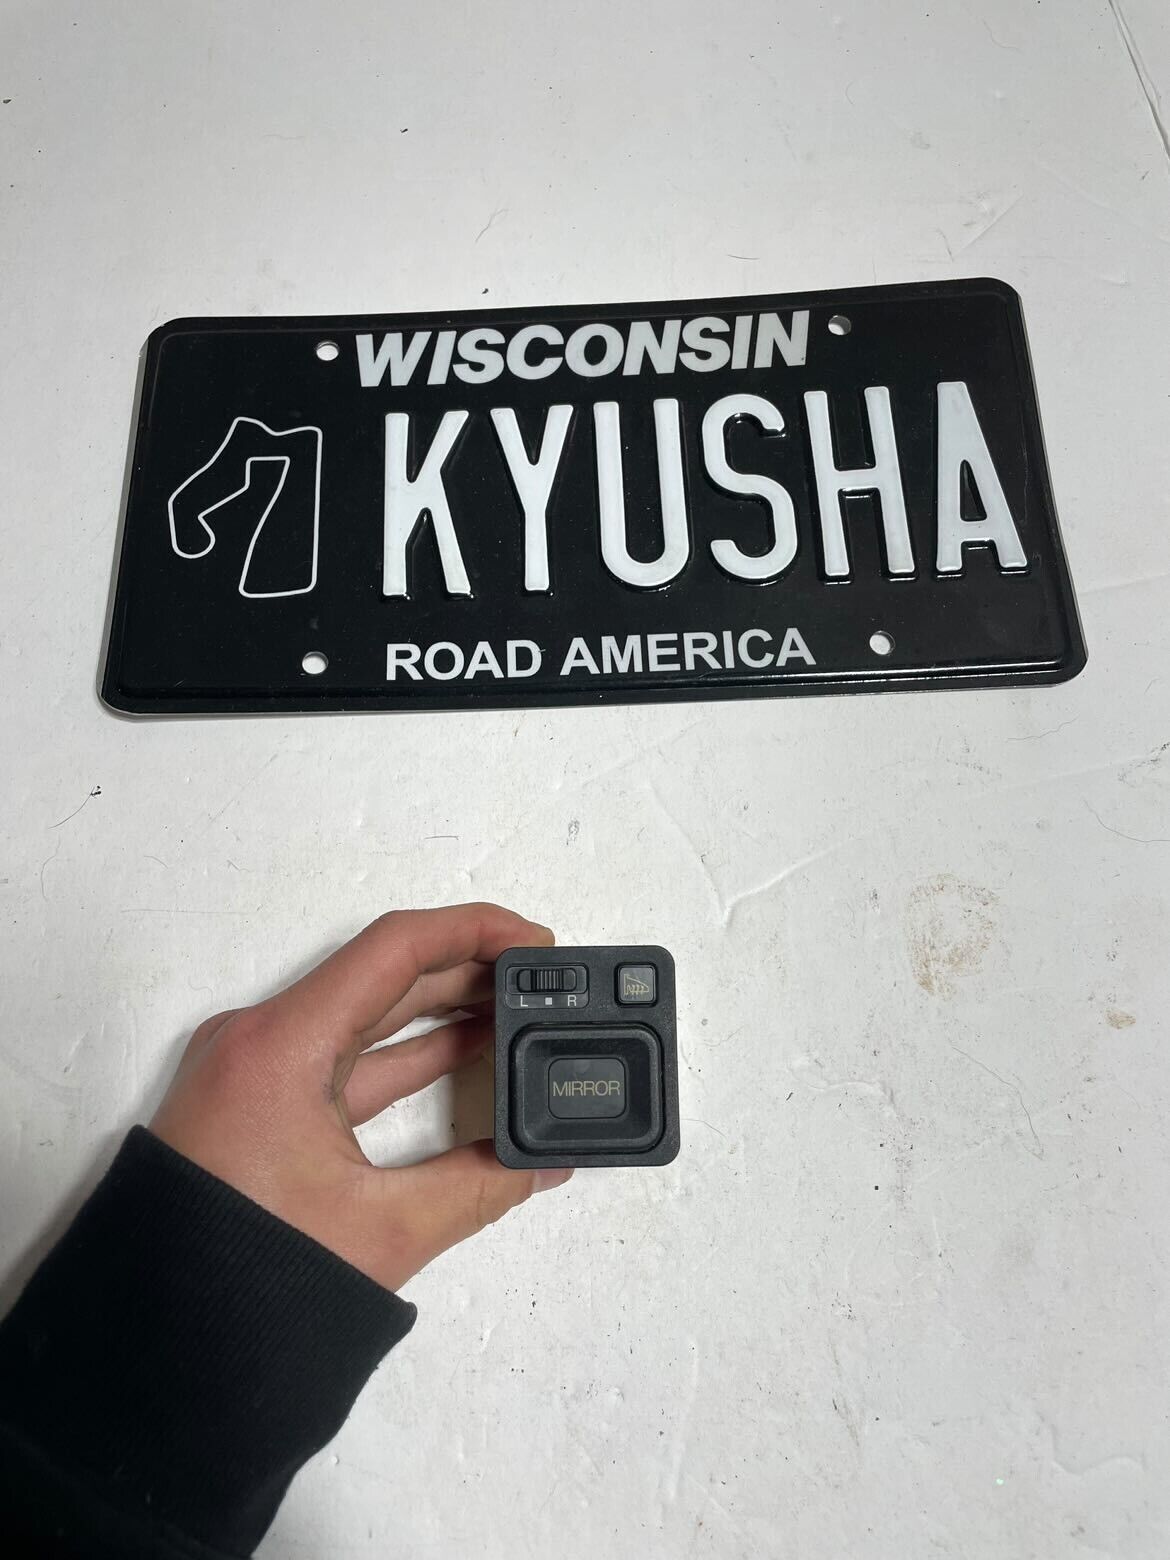 WISCONSIN
KYUSHA
ROAD AMERICA
L R
MIRROR